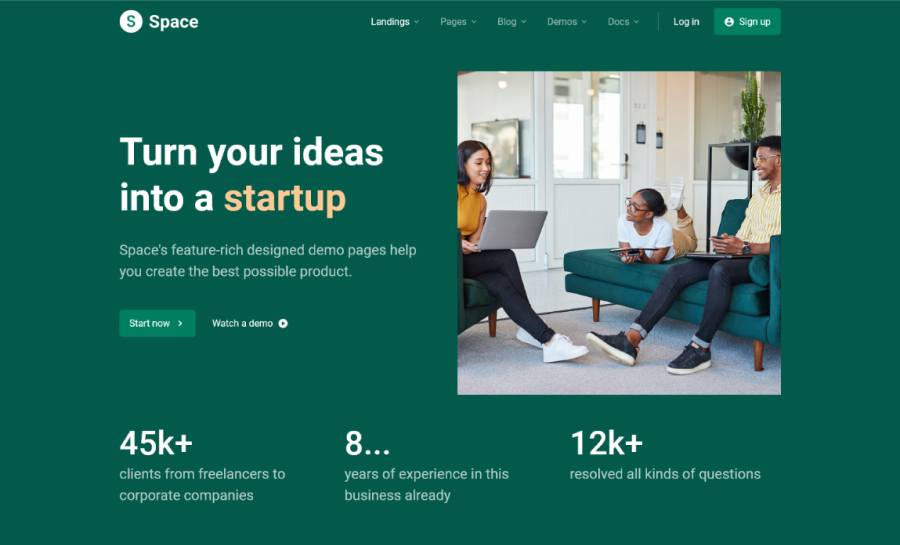 S Space
Landings Pages Blog Demos Docs Log in Sign up
Turn your ideas
into a startup
Space's feature-rich designed demo pages help
you create the best possible product.
Start now Watch a demo
45k+ 8... 12k+
clients from freelancers to
corporate companies
years of experience in this
business already
resolved all kinds of questions